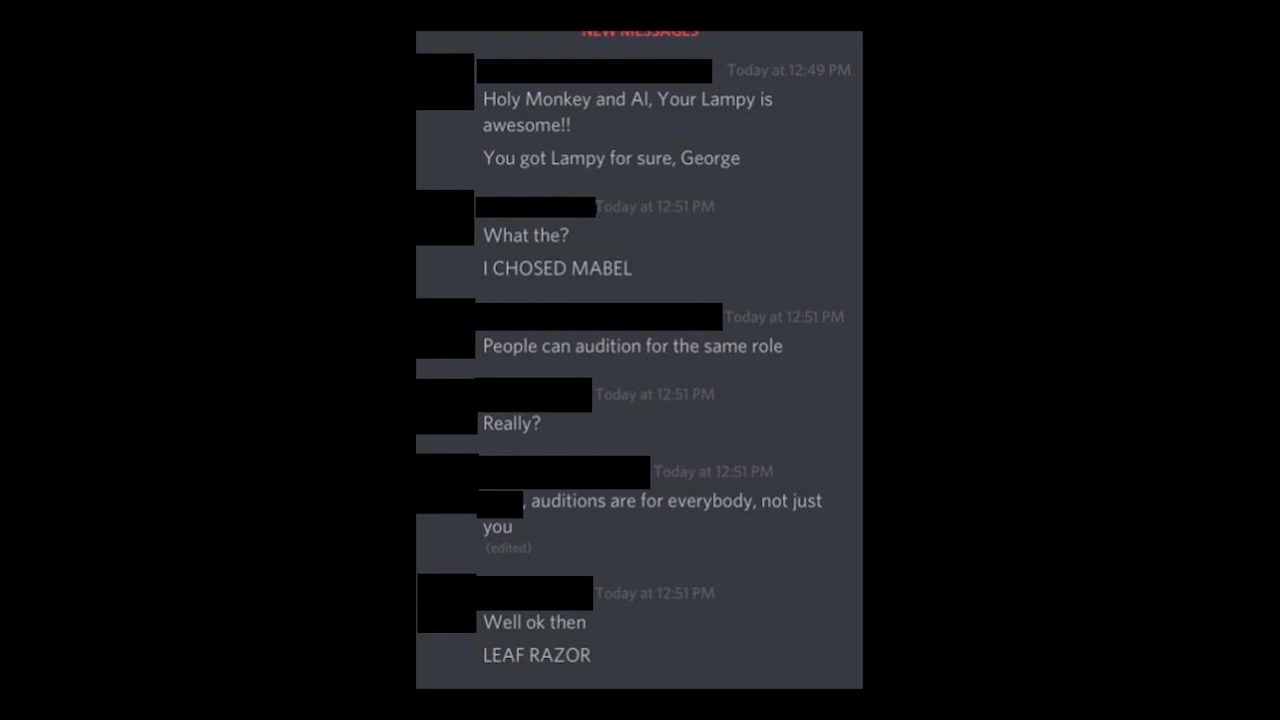 NEW MESSAGES
Today at 12:49 PM
Holy Monkey and Al, Your Lampy is
awesome!!
You got Lampy for sure, George
Today at 12:51 PM
What the?
I CHOSED MABEL
Today at 12:51 PM
People can audition for the same role
Today at 12:51 PM
Really?
Today at 12:51 PM
, auditions are for everybody, not just
you
(edited)
Today at 12:51 PM
Well ok then
LEAF RAZOR